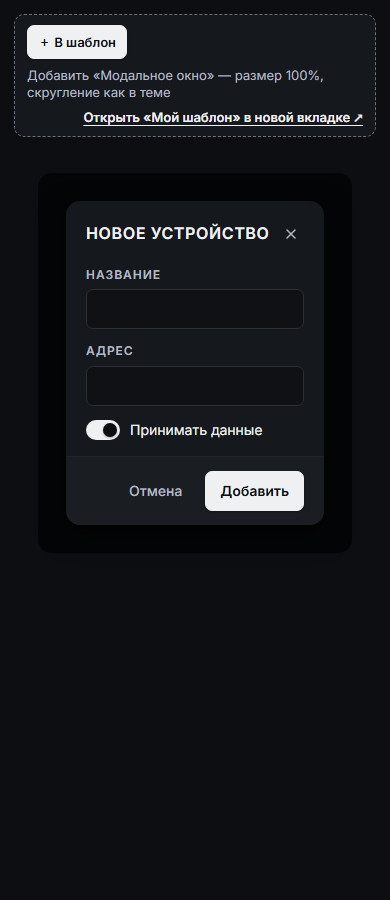 + В шаблон
Добавить «Модальное окно» — размер 100%,
скругление как в теме
Открыть «Мой шаблон» в новой вкладке ↗
НОВОЕ УСТРОЙСТВО ×
НАЗВАНИЕ
АДРЕС
Принимать данные
Отмена Добавить